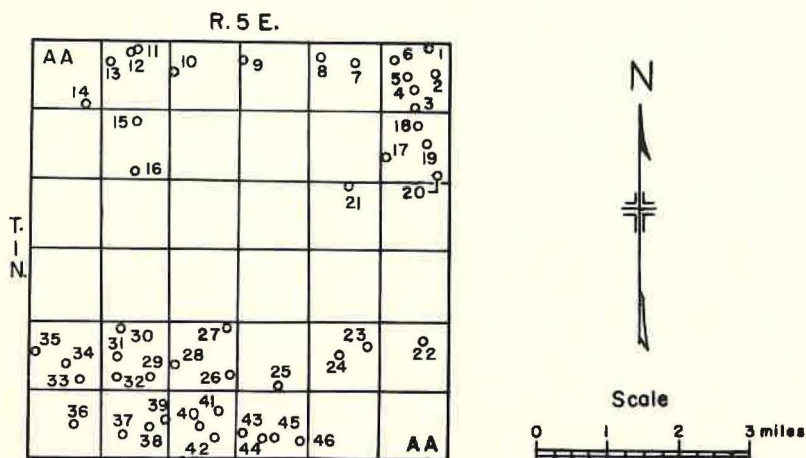 R. 5 E.
AA 11 10 9 8 7 6 1
13 12 5 2
14 4 3
15 18
16 17 19
20
21
T.
I
N.
35 31 30 27 23 22
34 29 28 24
33 32 26 25
36 37 39 40 41 43 45 46
38 42 44 AA
N
Scale
0 1 2 3 miles